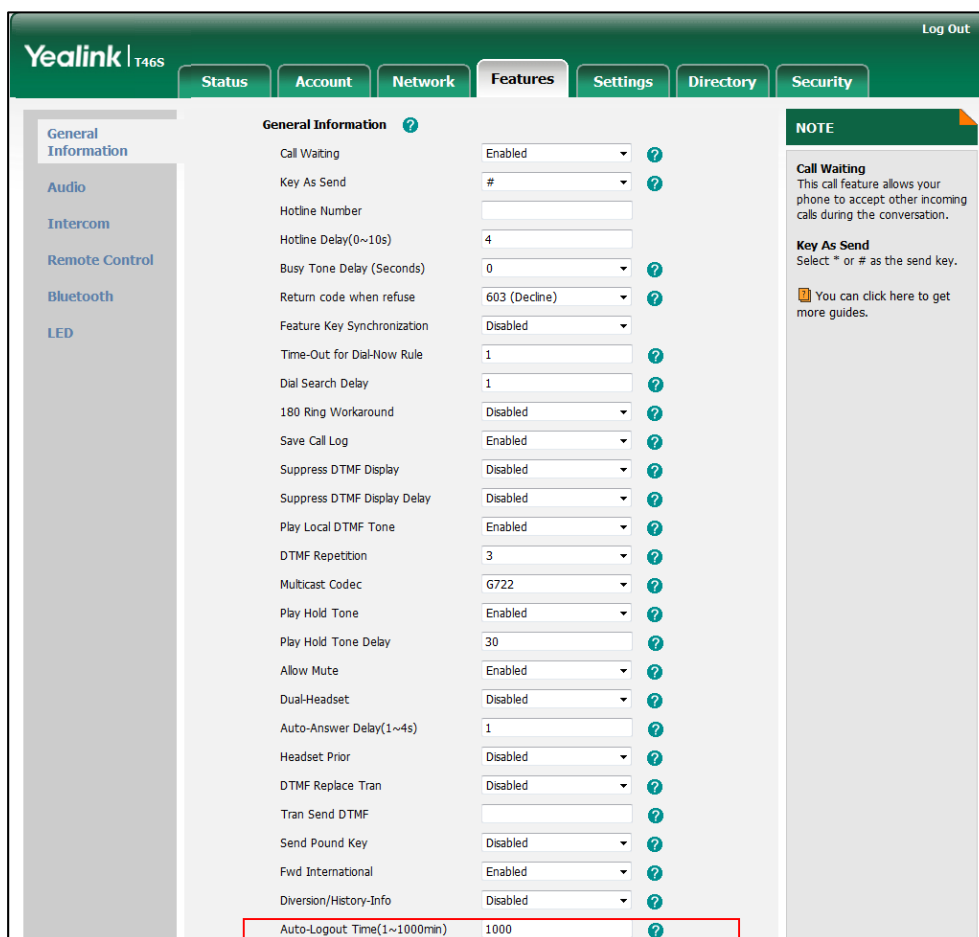 Log Out
Yealink T46S
Status Account Network Features Settings Directory Security
General Information
Audio
Intercom
Remote Control
Bluetooth
LED
General Information ?
Call Waiting Enabled ?
Key As Send # ?
Hotline Number
Hotline Delay(0~10s) 4
Busy Tone Delay (Seconds) 0 ?
Return code when refuse 603 (Decline) ?
Feature Key Synchronization Disabled
Time-Out for Dial-Now Rule 1 ?
Dial Search Delay 1 ?
180 Ring Workaround Disabled ?
Save Call Log Enabled ?
Suppress DTMF Display Disabled ?
Suppress DTMF Display Delay Disabled ?
Play Local DTMF Tone Enabled ?
DTMF Repetition 3 ?
Multicast Codec G722 ?
Play Hold Tone Enabled ?
Play Hold Tone Delay 30 ?
Allow Mute Enabled ?
Dual-Headset Disabled ?
Auto-Answer Delay(1~4s) 1 ?
Headset Prior Disabled ?
DTMF Replace Tran Disabled ?
Tran Send DTMF ?
Send Pound Key Disabled ?
Fwd International Enabled ?
Diversion/History-Info Disabled ?
Auto-Logout Time(1~1000min) 1000 ?
NOTE
Call Waiting
This call feature allows your
phone to accept other incoming
calls during the conversation.
Key As Send
Select * or # as the send key.
? You can click here to get
more guides.